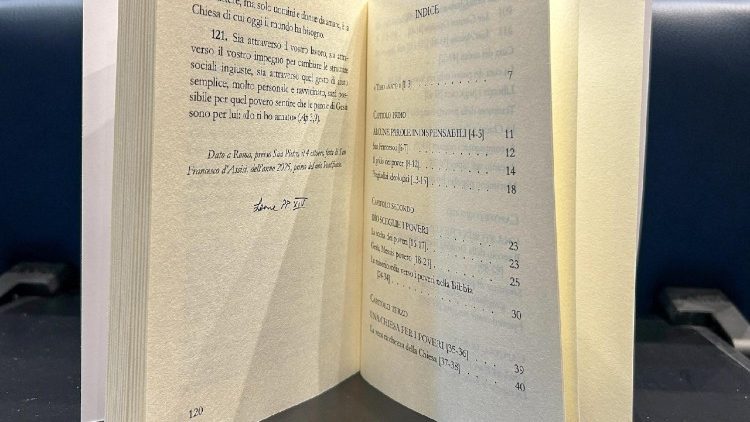 Chiesa di cui oggi il mondo ha bisogno.
121. Sia attraverso il vostro lavoro, sia attra-
verso il vostro impegno per cambiare le strutture
sociali ingiuste, sia attraverso quel gesto di aiuto
semplice, molto personale e ravvicinato, sarà pos-
sibile per quel povero sentire che le parole di Gesù
sono per lui: «Io ti ho amato» (Ap 3,9).
Dato a Roma, presso San Pietro, il 4 ottobre, festa di San
Francesco d'Assisi, nell'anno 2025, primo del mio Pontificato.
Leone PP XIV
120
INDICE
7
Capitolo primo
ALCUNE PAROLE INDISPENSABILI [4-5] 11
San Francesco [6-7] 12
Il grido dei poveri [8-12] 14
Pregiudizi ideologici [13-15] 18
Capitolo secondo
DIO SCEGLIE I POVERI 23
La scelta dei poveri [16-17] 23
Gesù, Messia povero [18-23] 25
La misericordia verso i poveri nella Bibbia
[24-34] 30
Capitolo terzo
UNA CHIESA PER I POVERI [35-36] 39
La vera ricchezza della Chiesa [37-38] 40